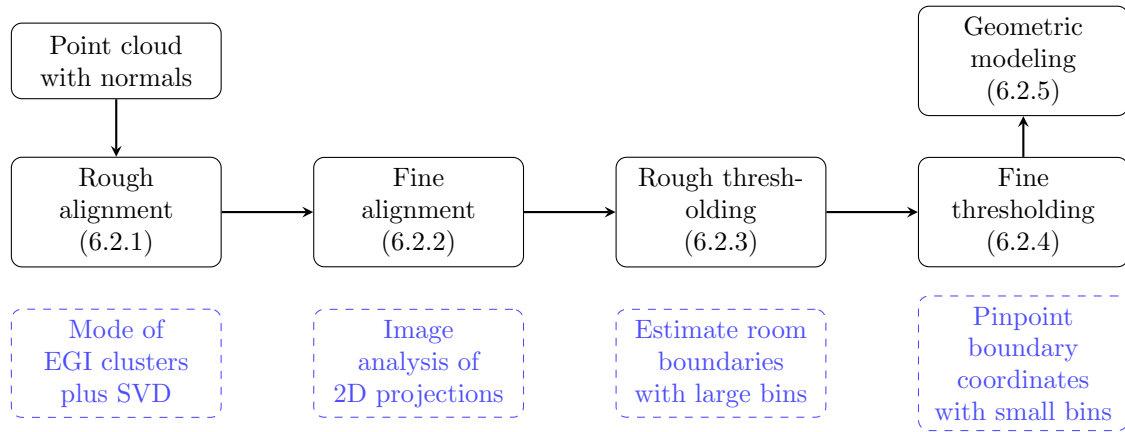 Point cloud
with normals
Geometric
modeling
(6.2.5)
Rough
alignment
(6.2.1)
Fine
alignment
(6.2.2)
Rough thresh-
olding
(6.2.3)
Fine
thresholding
(6.2.4)
Mode of
EGI clusters
plus SVD
Image
analysis of
2D projections
Estimate room
boundaries
with large bins
Pinpoint
boundary
coordinates
with small bins